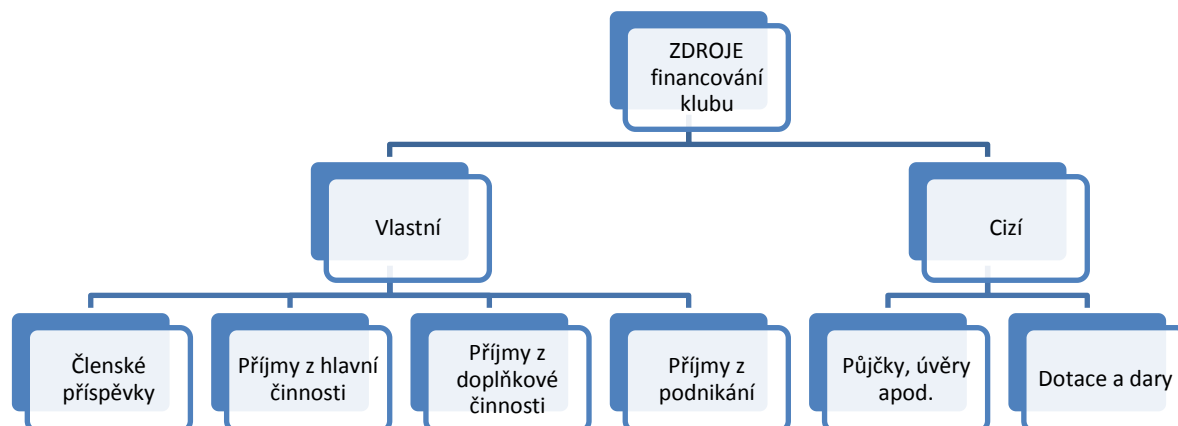 ZDROJE
financování
klubu
Vlastní
Cizí
Členské
příspěvky
Příjmy z hlavní
činnosti
Příjmy z
doplňkové
činnosti
Příjmy z
podnikání
Půjčky, úvěry
apod.
Dotace a dary